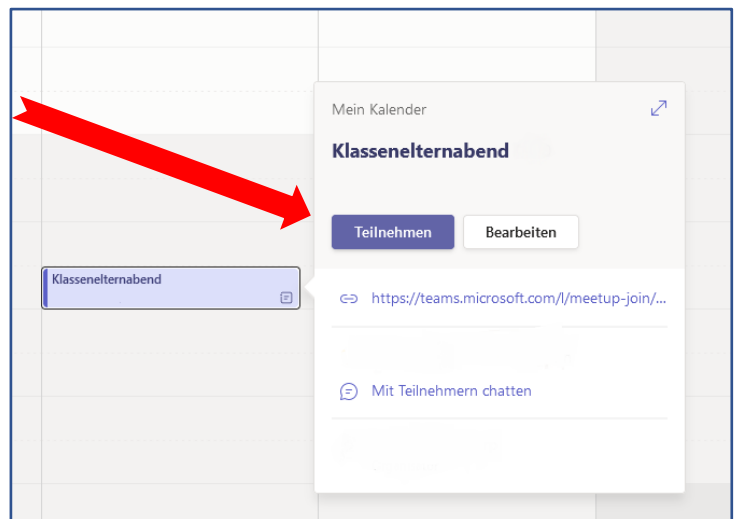 Mein Kalender
Klassenelternabend
Teilnehmen Bearbeiten
Klassenelternabend
https://teams.microsoft.com/l/meetup-join/...
Mit Teilnehmern chatten